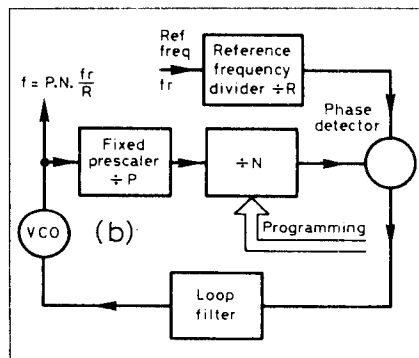 Ref
freq
fr
Reference
frequency
divider ÷R
f = P.N. fr/R
Phase
detector
Fixed
prescaler
÷P
÷N
VCO
(b)
Programming
Loop
filter